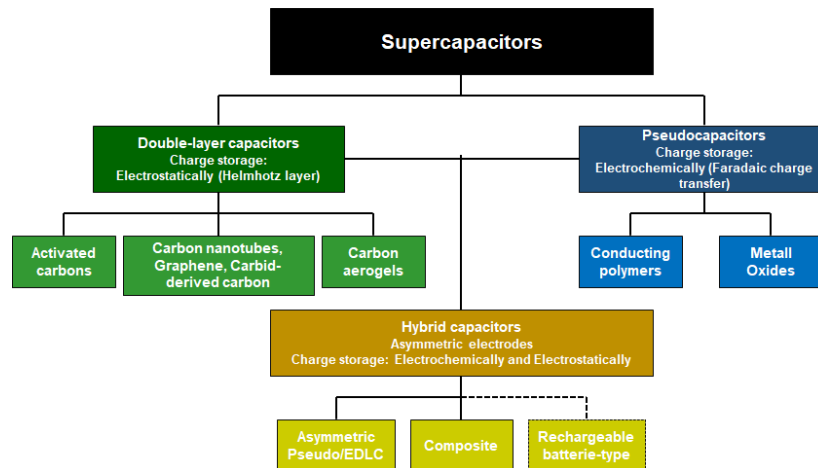 Supercapacitors
Double-layer capacitors
Charge storage:
Electrostatically (Helmhotz layer)
Pseudocapacitors
Charge storage:
Electrochemically (Faradaic charge
transfer)
Activated
carbons
Carbon nanotubes,
Graphene, Carbid-
derived carbon
Carbon
aerogels
Conducting
polymers
Metall
Oxides
Hybrid capacitors
Asymmetric electrodes
Charge storage: Electrochemically and Electrostatically
Asymmetric
Pseudo/EDLC
Composite
Rechargeable
batterie-type